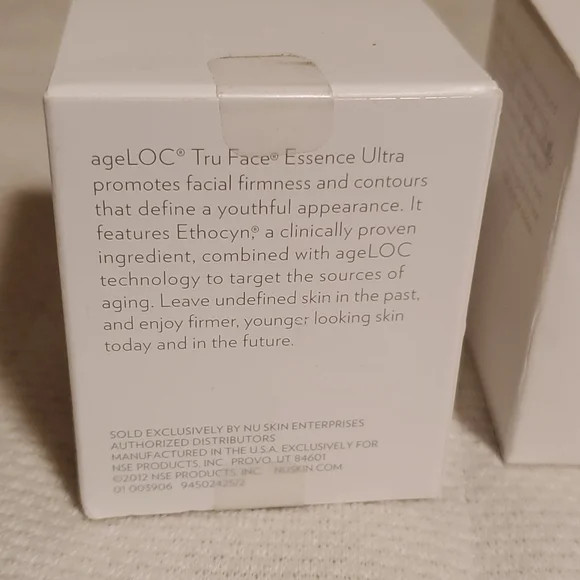 ageLOC® Tru Face® Essence Ultra
promotes facial firmness and contours
that define a youthful appearance. It
features Ethocyn,® a clinically proven
ingredient, combined with ageLOC
technology to target the sources of
aging. Leave undefined skin in the past,
and enjoy firmer, younger looking skin
today and in the future.
SOLD EXCLUSIVELY BY NU SKIN ENTERPRISES
AUTHORIZED DISTRIBUTORS
MANUFACTURED IN THE U.S.A. EXCLUSIVELY FOR
NSE PRODUCTS, INC. PROVO, UT 84601
©2012 NSE PRODUCTS, INC. NUSKIN.COM
01 003906